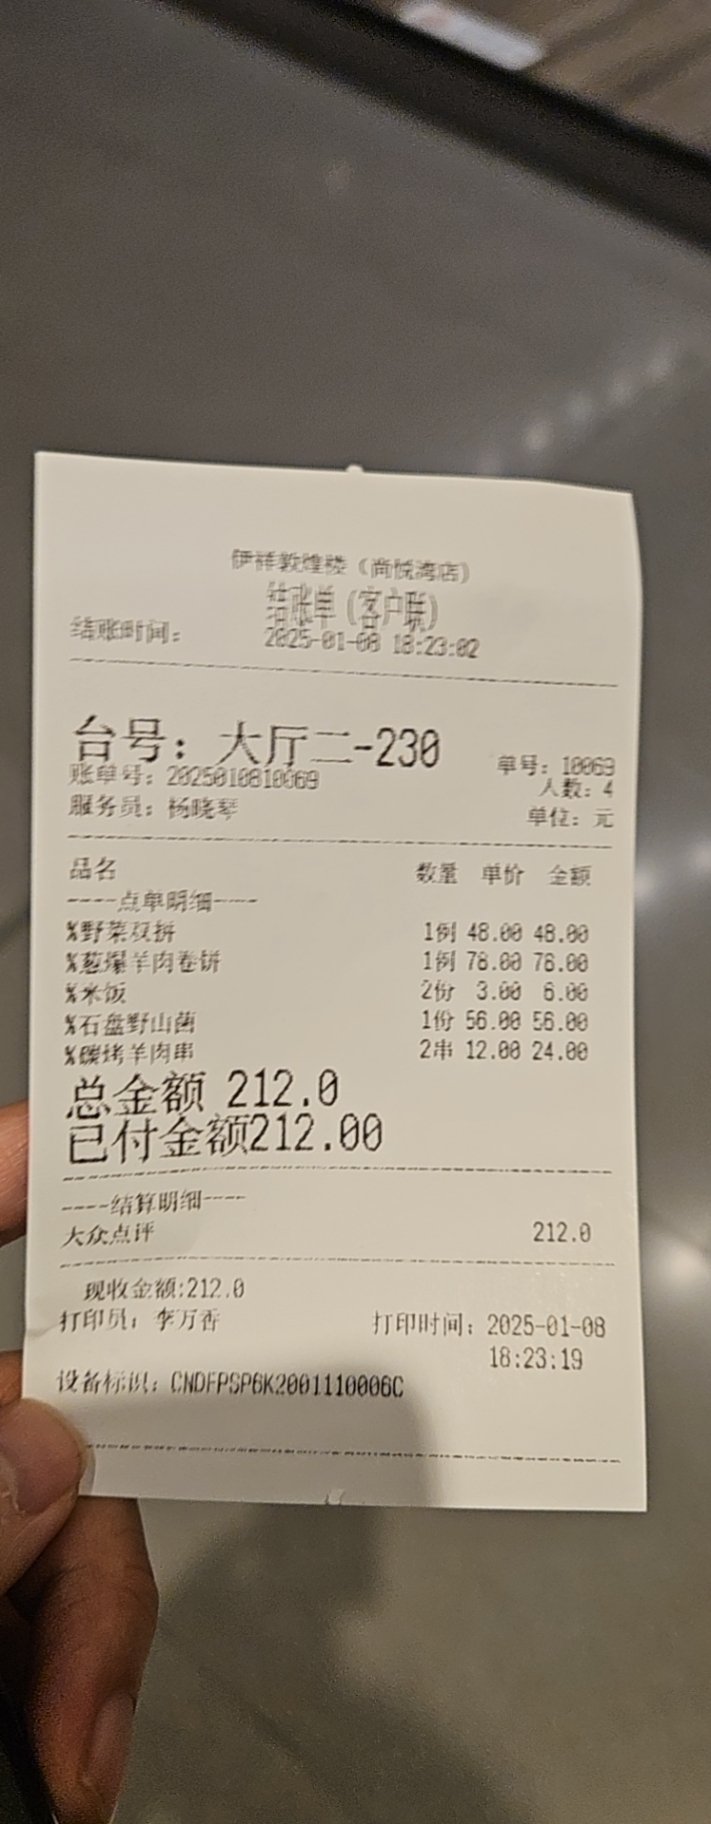 伊祥敦煌楼（尚悦湾店）
结账单（客户联）
结账时间： 2025-01-08 18:23:02
台号：大厅二-230
单号：10069
账单号：2025010810069
人数：4
服务员：杨晓琴
单位：元
品名 数量 单价 金额
----点单明细----
%野菜双拼 1例 48.00 48.00
%葱爆羊肉卷饼 1例 78.00 78.00
%米饭 2份 3.00 6.00
%石盘野山菌 1份 56.00 56.00
%碳烤羊肉串 2串 12.00 24.00
总金额 212.0
已付金额212.00
----结算明细----
大众点评 212.0
现收金额:212.0
打印员：李万香 打印时间：2025-01-08
18:23:19
设备标识：CNDFPSP6K2001110006C